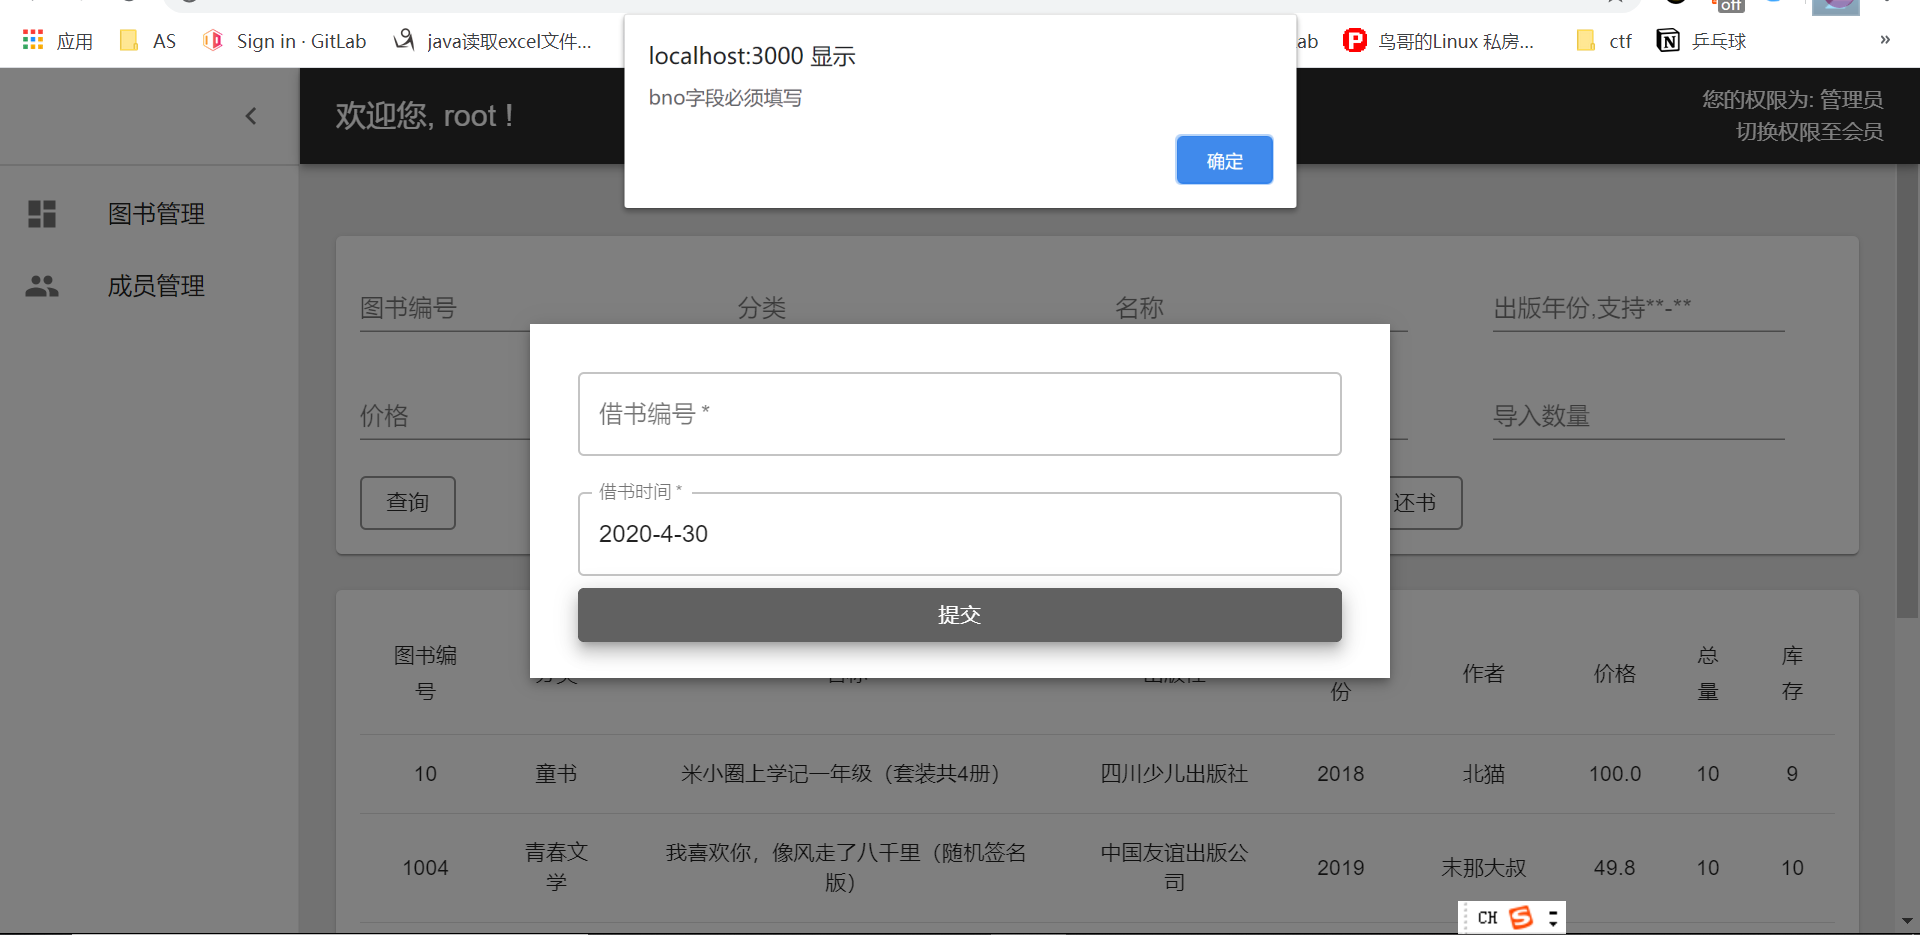 off
应用
AS
Sign in · GitLab
java读取excel文件...
ab
鸟哥的Linux 私房...
ctf
乒乓球
»
localhost:3000 显示
bno字段必须填写
确定
欢迎您, root !
您的权限为: 管理员
切换权限至会员
图书管理
成员管理
图书编号 分类 名称 出版年份,支持**-**
价格 导入数量
查询 还书
借书编号 *
借书时间 *
2020-4-30
提交
图书编号 份 作者 价格 总量 库存
10 童书 米小圈上学记一年级（套装共4册） 四川少儿出版社 2018 北猫 100.0 10 9
1004 青春文学 我喜欢你，像风走了八千里（随机签名版） 中国友谊出版公司 2019 末那大叔 49.8 10 10
CH